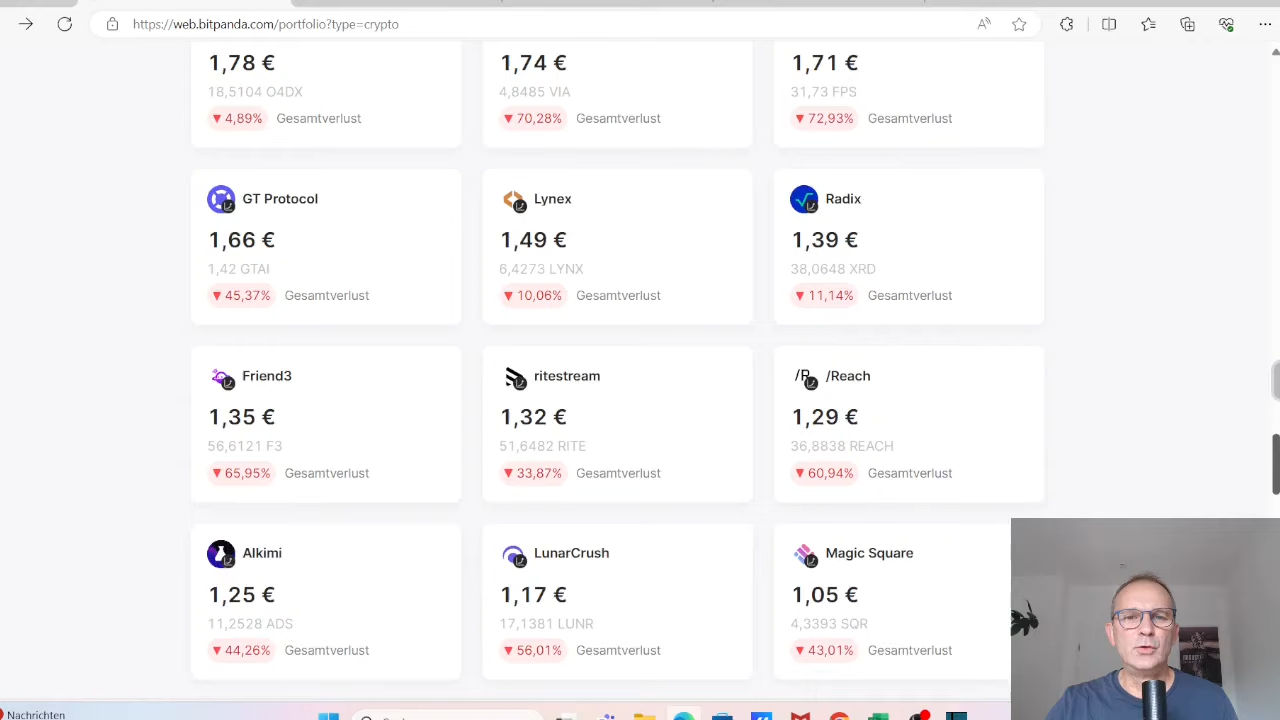 https://web.bitpanda.com/portfolio?type=crypto
1,78 €
18,5104 O4DX
▼ 4,89% Gesamtverlust
1,74 €
4,8485 VIA
▼ 70,28% Gesamtverlust
1,71 €
31,73 FPS
▼ 72,93% Gesamtverlust
GT Protocol
1,66 €
1,42 GTAI
▼ 45,37% Gesamtverlust
Lynex
1,49 €
6,4273 LYNX
▼ 10,06% Gesamtverlust
Radix
1,39 €
38,0648 XRD
▼ 11,14% Gesamtverlust
Friend3
1,35 €
56,6121 F3
▼ 65,95% Gesamtverlust
ritestream
1,32 €
51,6482 RITE
▼ 33,87% Gesamtverlust
/R
/Reach
1,29 €
36,8838 REACH
▼ 60,94% Gesamtverlust
Alkimi
1,25 €
11,2528 ADS
▼ 44,26% Gesamtverlust
LunarCrush
1,17 €
17,1381 LUNR
▼ 56,01% Gesamtverlust
Magic Square
1,05 €
4,3393 SQR
▼ 43,01% Gesamtverlust
Nachrichten